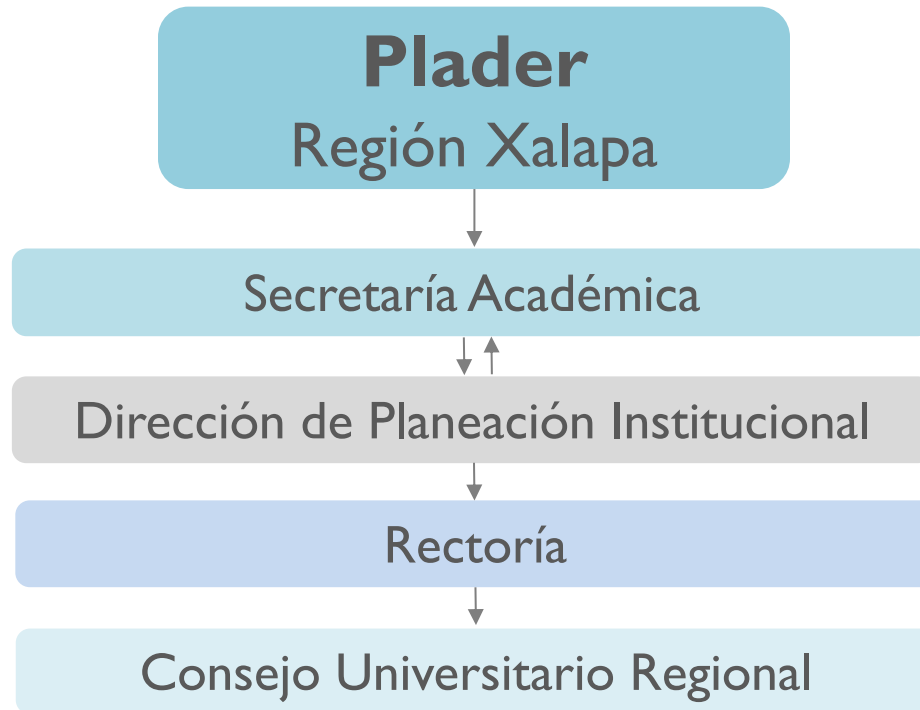 Plader
Región Xalapa
Secretaría Académica
Dirección de Planeación Institucional
Rectoría
Consejo Universitario Regional